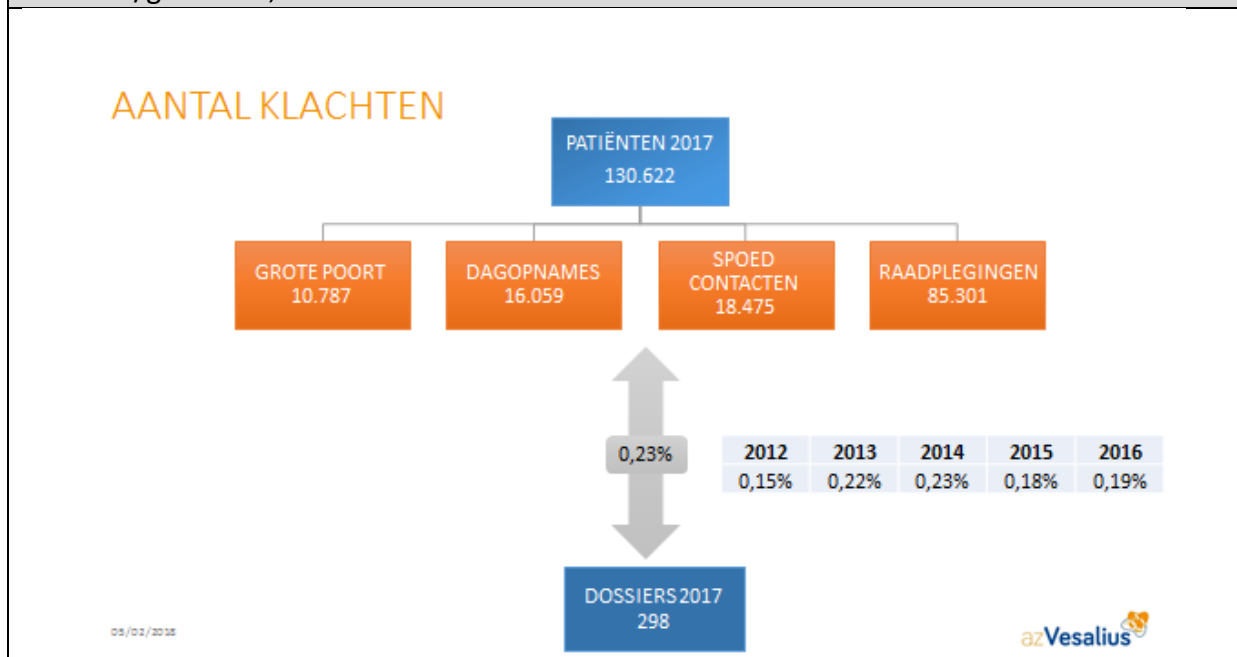 AANTAL KLACHTEN
PATIËNTEN 2017
130.622
GROTE POORT
10.787
DAGOPNAMES
16.059
SPOED
CONTACTEN
18.475
RAADPLEGINGEN
85.301
0,23%
2012 2013 2014 2015 2016
0,15% 0,22% 0,23% 0,18% 0,19%
DOSSIERS 2017
298
05/02/2018
azVesalius